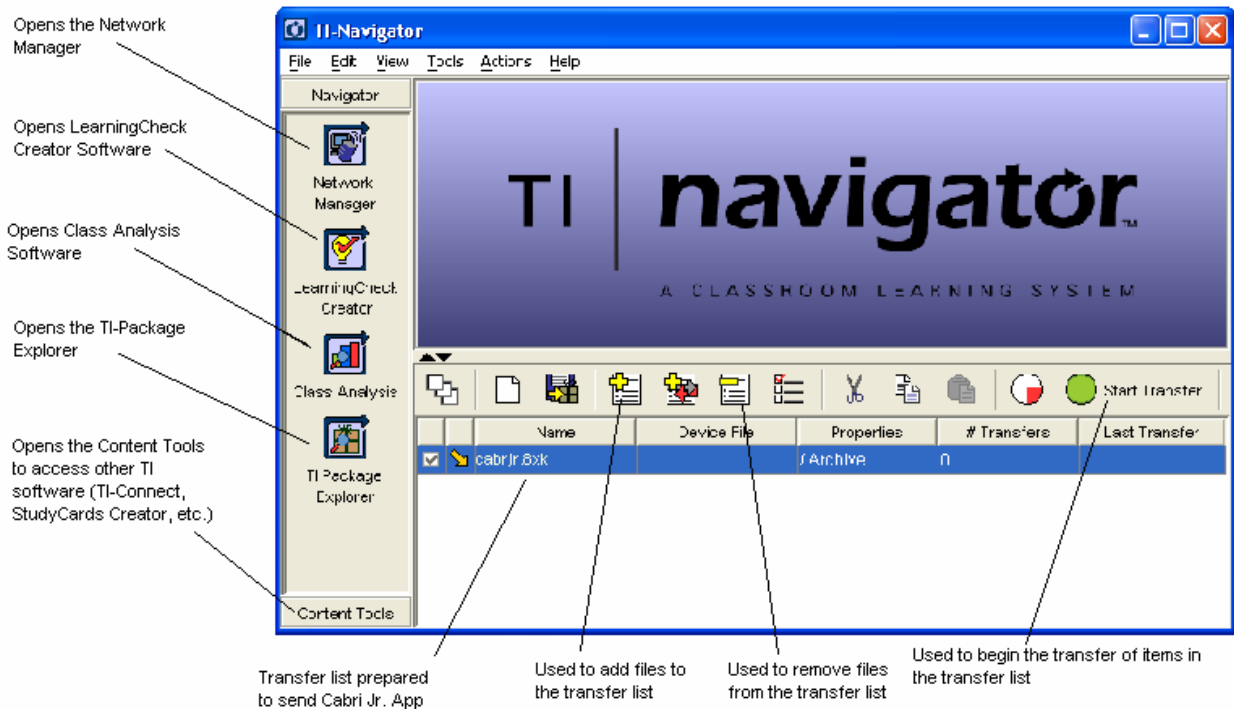 Opens the Network
Manager
Opens LearningCheck
Creator Software
Opens Class Analysis
Software
Opens the TI-Package
Explorer
Opens the Content Tools
to access other TI
software (TI-Connect,
StudyCards Creator, etc.)
TI-Navigator
File Edit View Tools Actions Help
Navigator
Network
Manager
LearningCheck
Creator
Class Analysis
TI Package
Explorer
Content Tools
TI navigator™
A CLASSROOM LEARNING SYSTEM
Start Transfer
Name Device File Properties # Transfers Last Transfer
cabrijr.8xk / Archive 0
Transfer list prepared
to send Cabri Jr. App
Used to add files to
the transfer list
Used to remove files
from the transfer list
Used to begin the transfer of items in
the transfer list